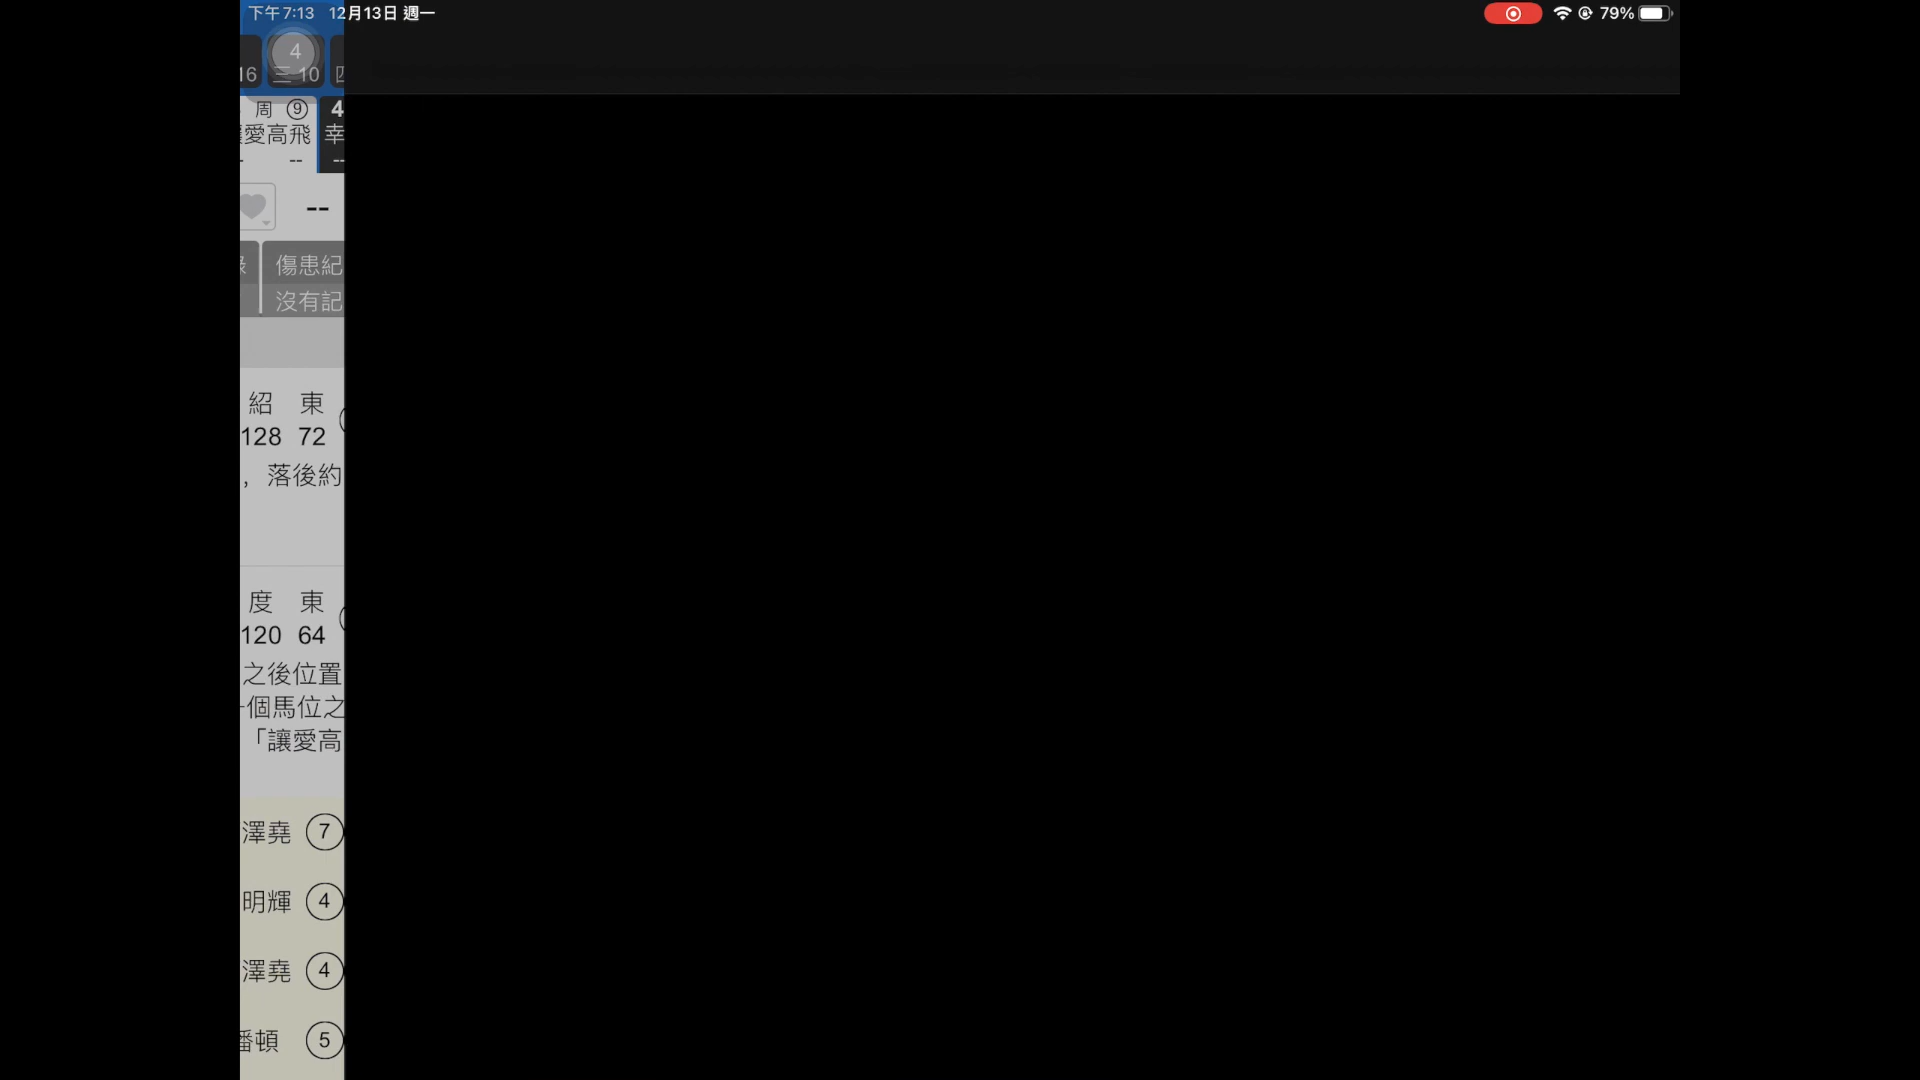 下午7:13 12月13日 週一
79%
4
16 三 10
周 ⑨ 4
愛高飛 幸
-- --
--
傷患紀
沒有記
紹 東
128 72
，落後約
度 東
120 64
之後位置
個馬位之
「讓愛高
澤堯 7
明輝 4
澤堯 4
潘頓 5